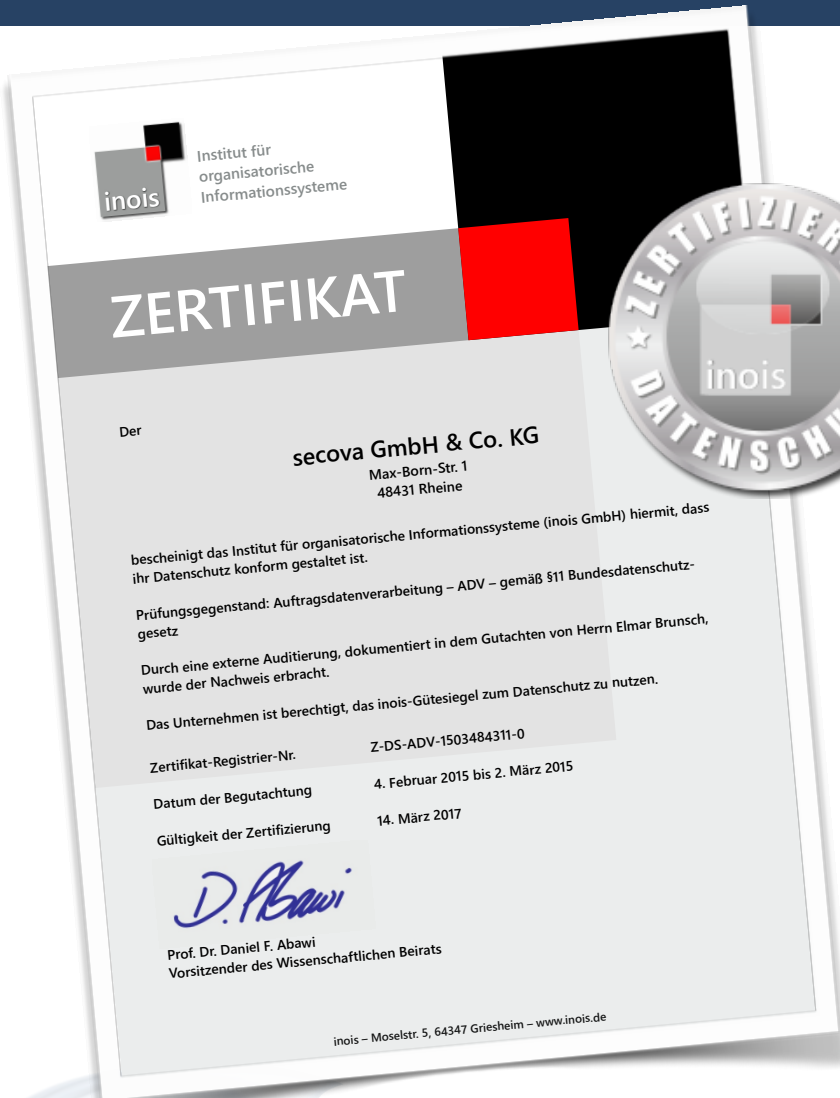 inois
Institut für
organisatorische
Informationssysteme
ZERTIFIKAT
inois
Der
secova GmbH & Co. KG
Max-Born-Str. 1
48431 Rheine
bescheinigt das Institut für organisatorische Informationssysteme (inois GmbH) hiermit, dass
ihr Datenschutz konform gestaltet ist.
Prüfungsgegenstand: Auftragsdatenverarbeitung – ADV – gemäß §11 Bundesdatenschutz-
gesetz
Durch eine externe Auditierung, dokumentiert in dem Gutachten von Herrn Elmar Brunsch,
wurde der Nachweis erbracht.
Das Unternehmen ist berechtigt, das inois-Gütesiegel zum Datenschutz zu nutzen.
Zertifikat-Registrier-Nr. Z-DS-ADV-1503484311-0
Datum der Begutachtung 4. Februar 2015 bis 2. März 2015
Gültigkeit der Zertifizierung 14. März 2017
D. Abawi
Prof. Dr. Daniel F. Abawi
Vorsitzender des Wissenschaftlichen Beirats
inois – Moselstr. 5, 64347 Griesheim – www.inois.de